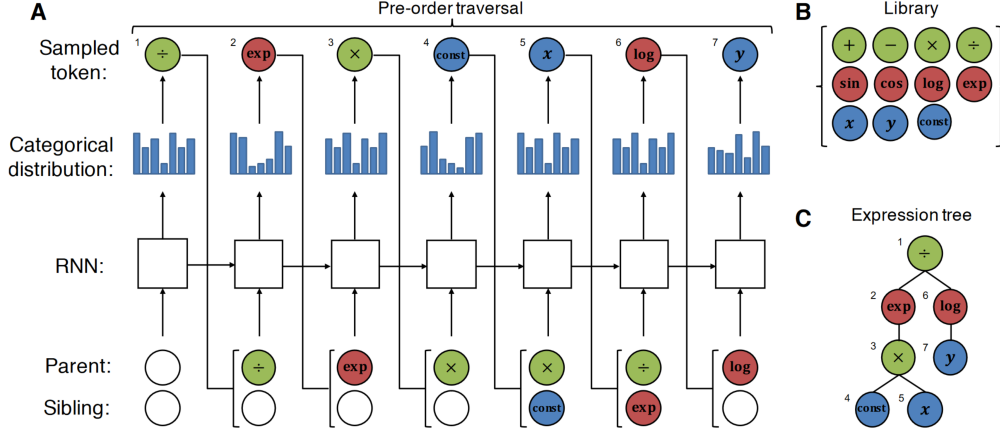 A
Pre-order traversal
Sampled token:
1 ÷ 2 exp 3 × 4 const 5 x 6 log 7 y
Categorical distribution:
RNN:
Parent:
÷ exp × × ÷ log
Sibling:
const exp
B
Library
+ − × ÷
sin cos log exp
x y const
C
Expression tree
1 ÷
2 exp 6 log
3 × 7 y
4 const 5 x